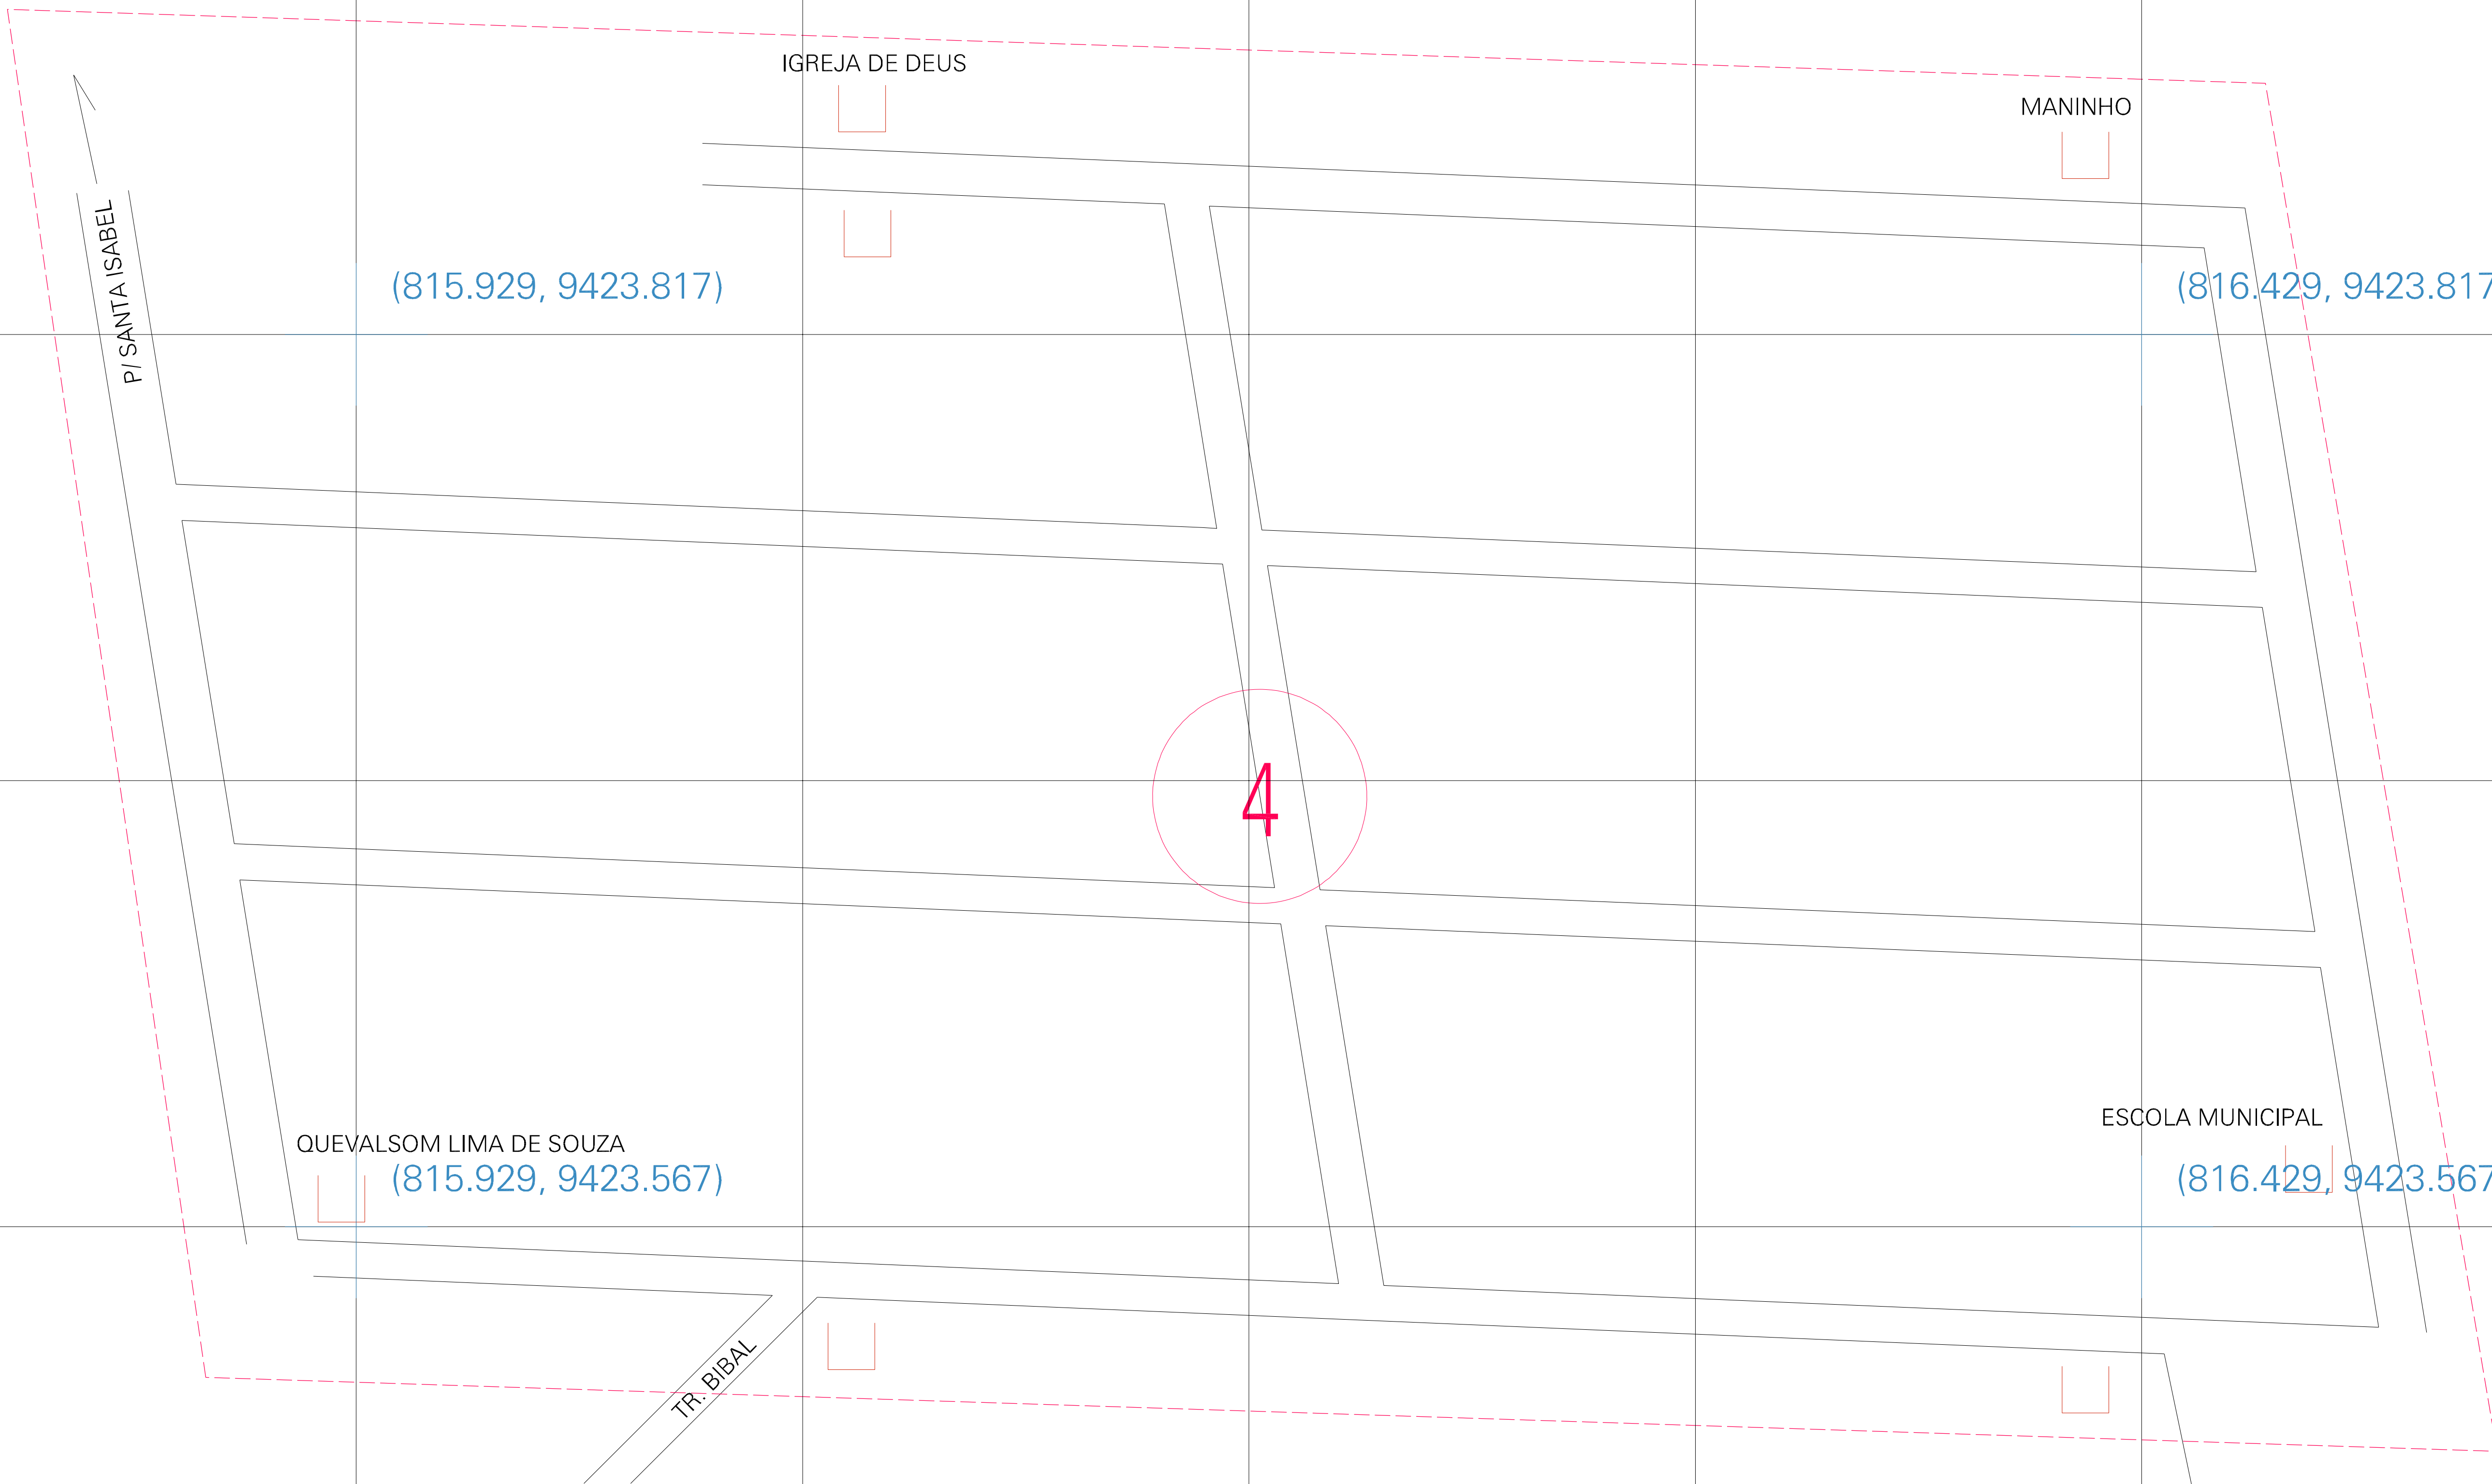 IGREJA DE DEUS
MANINHO
P/ SANTA ISABEL
(815.929, 9423.817)
(816.429, 9423.817
4
ESCOLA MUNICIPAL
QUEVALSOM LIMA DE SOUZA
(815.929, 9423.567)
(816.429, 9423.567
TR. BIBAL